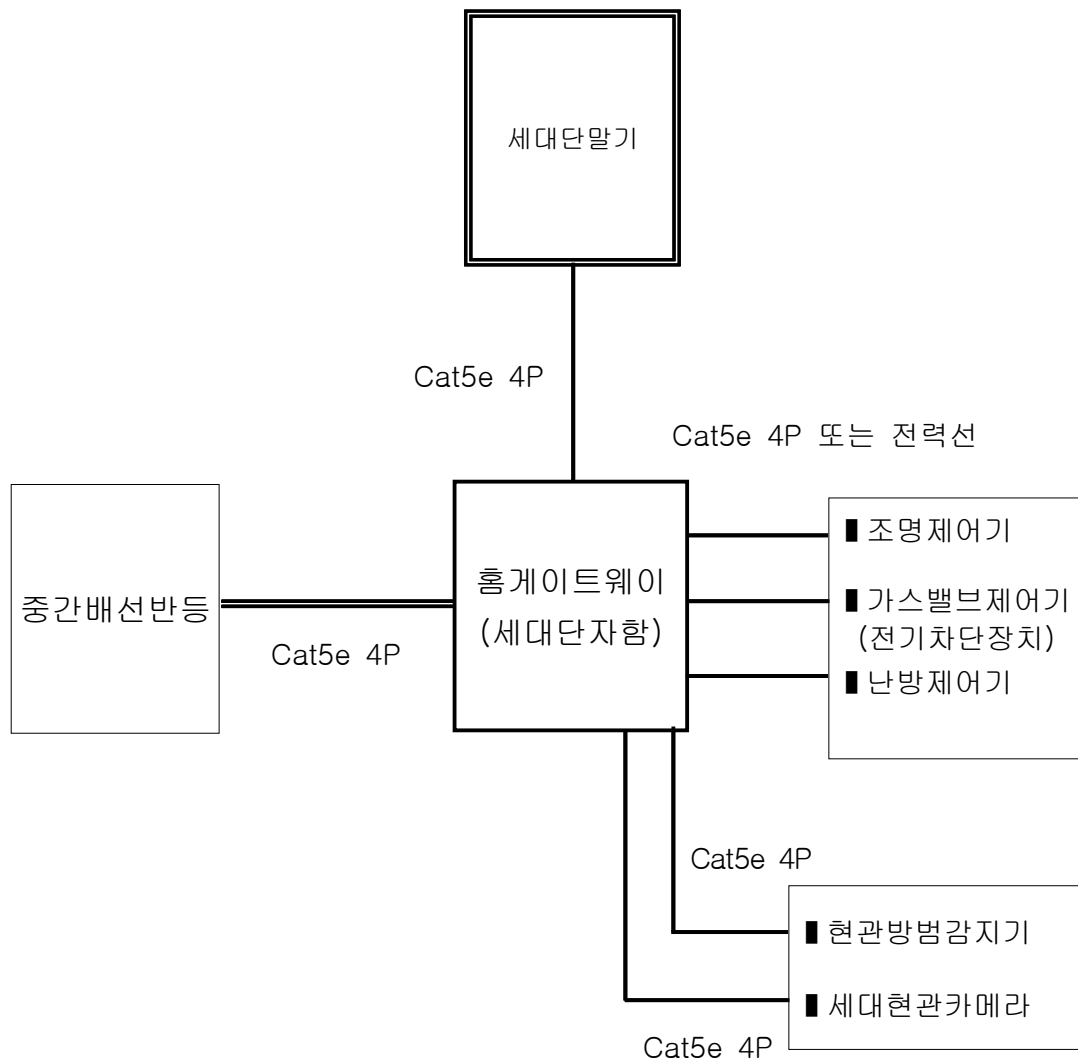 세대단말기
Cat5e 4P
Cat5e 4P 또는 전력선
중간배선반등
Cat5e 4P
홈게이트웨이
(세대단자함)
■ 조명제어기
■ 가스밸브제어기
(전기차단장치)
■ 난방제어기
Cat5e 4P
■ 현관방범감지기
■ 세대현관카메라
Cat5e 4P